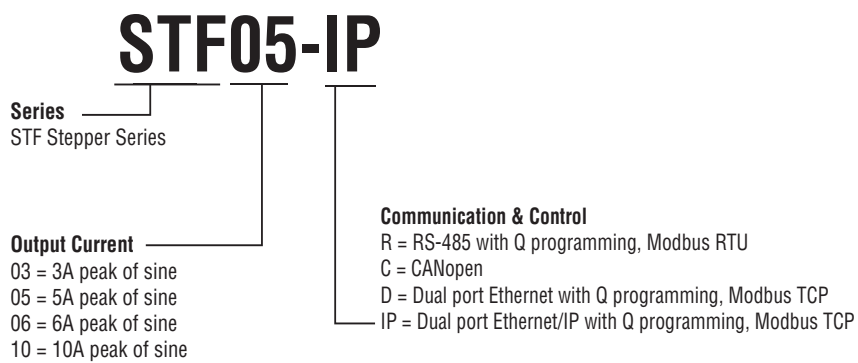 STF05-IP
Series
STF Stepper Series
Output Current
03 = 3A peak of sine
05 = 5A peak of sine
06 = 6A peak of sine
10 = 10A peak of sine
Communication & Control
R = RS-485 with Q programming, Modbus RTU
C = CANopen
D = Dual port Ethernet with Q programming, Modbus TCP
IP = Dual port Ethernet/IP with Q programming, Modbus TCP